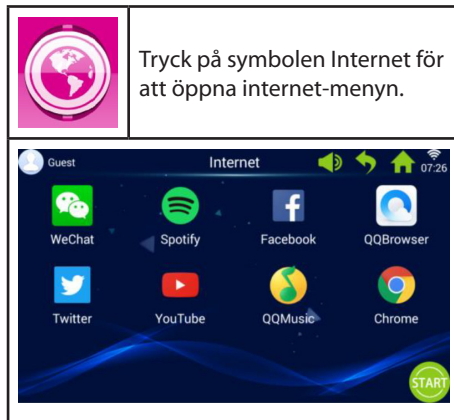 Tryck på symbolen Internet för
att öppna internet-menyn.
Guest Internet 07:26
WeChat Spotify Facebook QQBrowser
Twitter YouTube QQMusic Chrome
START